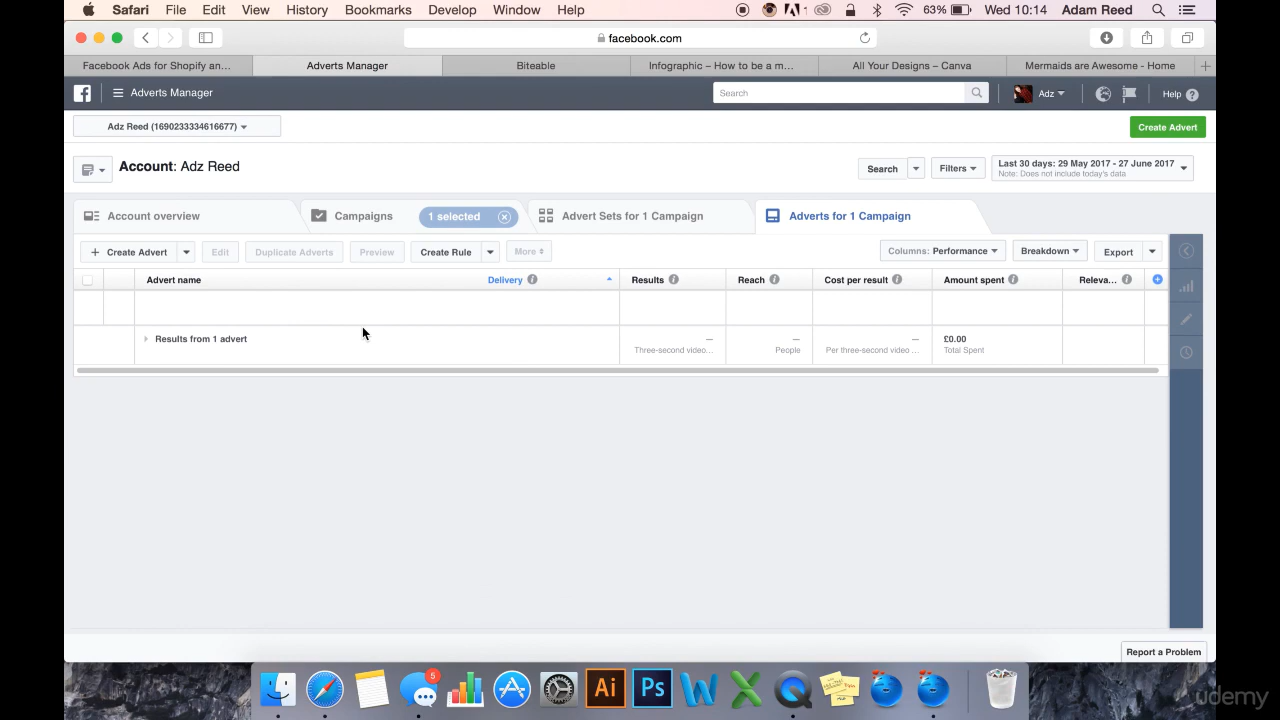 Safari File Edit View History Bookmarks Develop Window Help 63% Wed 10:14 Adam Reed
facebook.com
Facebook Ads for Shopify an... Adverts Manager Biteable Infographic – How to be a m... All Your Designs – Canva Mermaids are Awesome - Home
Adverts Manager Search Adz Help
Adz Reed (1690233334616677) Create Advert
Account: Adz Reed Search Filters Last 30 days: 29 May 2017 - 27 June 2017
Note: Does not include today's data
Account overview Campaigns 1 selected Advert Sets for 1 Campaign Adverts for 1 Campaign
+ Create Advert Edit Duplicate Adverts Preview Create Rule More Columns: Performance Breakdown Export
Advert name Delivery Results Reach Cost per result Amount spent Releva...
Results from 1 advert — — — £0.00
Three-second video... People Per three-second video ... Total Spent
Report a Problem
5
Ai Ps
udemy